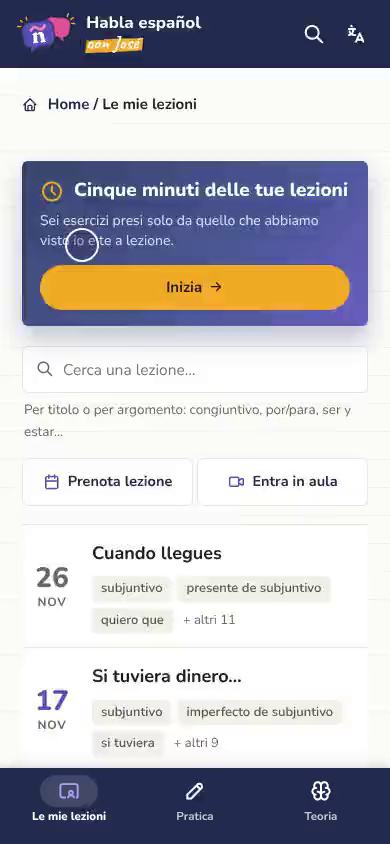 Habla español
con José
Home / Le mie lezioni
Cinque minuti delle tue lezioni
Sei esercizi presi solo da quello che abbiamo
visto io e te a lezione.
Inizia →
Cerca una lezione...
Per titolo o per argomento: congiuntivo, por/para, ser y
estar...
Prenota lezione
Entra in aula
26
NOV
Cuando llegues
subjuntivo
presente de subjuntivo
quiero que
+ altri 11
17
NOV
Si tuviera dinero...
subjuntivo
imperfecto de subjuntivo
si tuviera
+ altri 9
Le mie lezioni
Pratica
Teoria